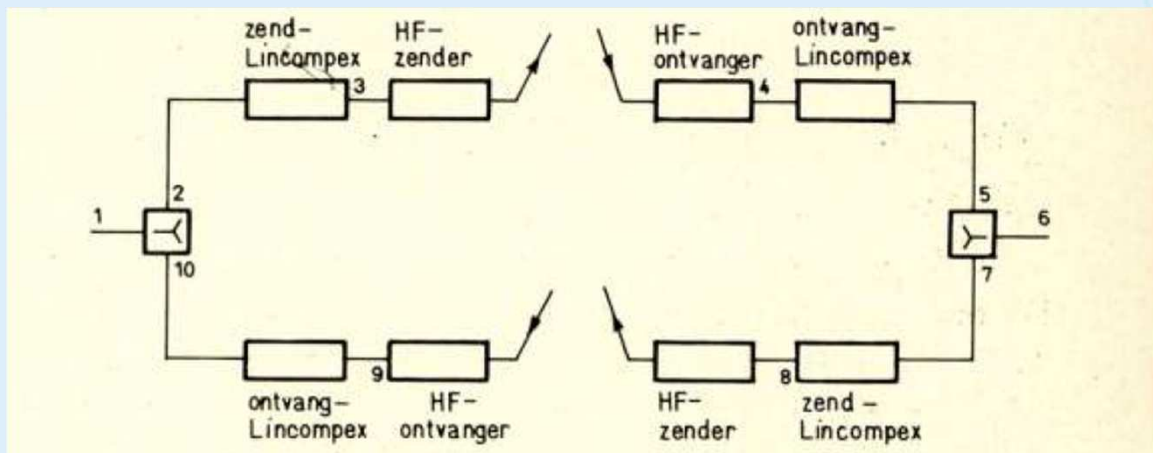 zend-
Lincompex
HF-
zender
HF-
ontvanger
ontvang-
Lincompex
3
4
2
1
10
5
6
7
9
8
ontvang-
Lincompex
HF-
ontvanger
HF-
zender
zend -
Lincompex